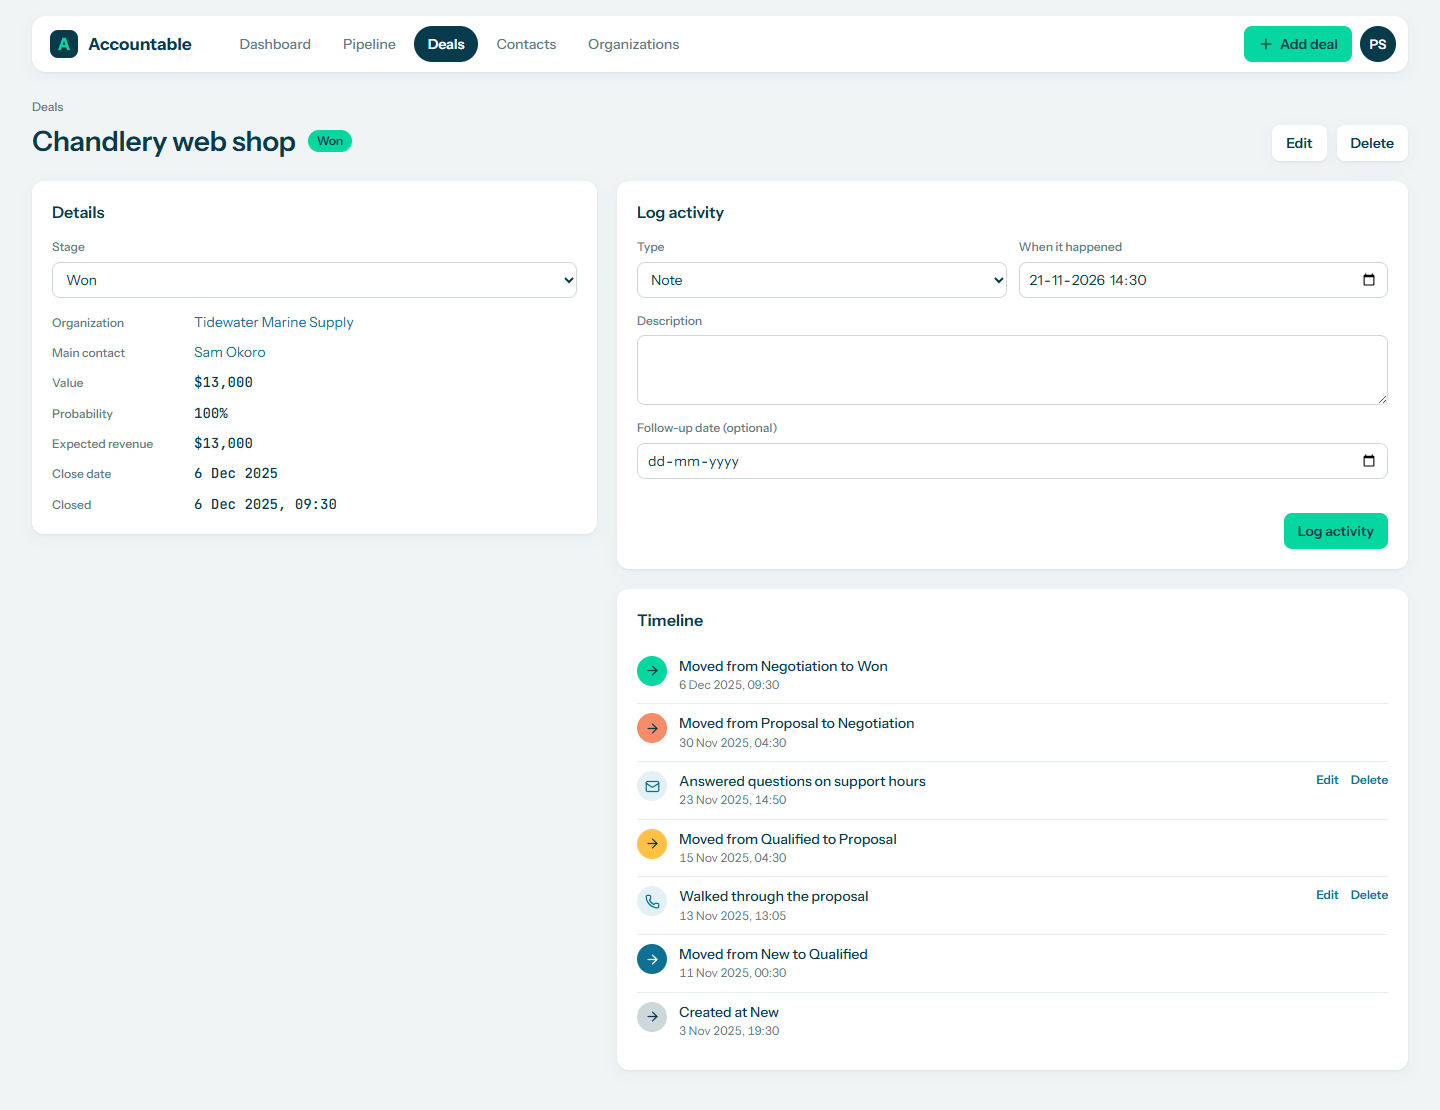 A Accountable Dashboard Pipeline Deals Contacts Organizations + Add deal PS
Deals
Chandlery web shop Won Edit Delete
Details
Stage
Won
Organization Tidewater Marine Supply
Main contact Sam Okoro
Value $13,000
Probability 100%
Expected revenue $13,000
Close date 6 Dec 2025
Closed 6 Dec 2025, 09:30
Log activity
Type When it happened
Note 21-11-2026 14:30
Description
Follow-up date (optional)
dd-mm-yyyy
Log activity
Timeline
Moved from Negotiation to Won
6 Dec 2025, 09:30
Moved from Proposal to Negotiation
30 Nov 2025, 04:30
Answered questions on support hours Edit Delete
23 Nov 2025, 14:50
Moved from Qualified to Proposal
15 Nov 2025, 04:30
Walked through the proposal Edit Delete
13 Nov 2025, 13:05
Moved from New to Qualified
11 Nov 2025, 00:30
Created at New
3 Nov 2025, 19:30